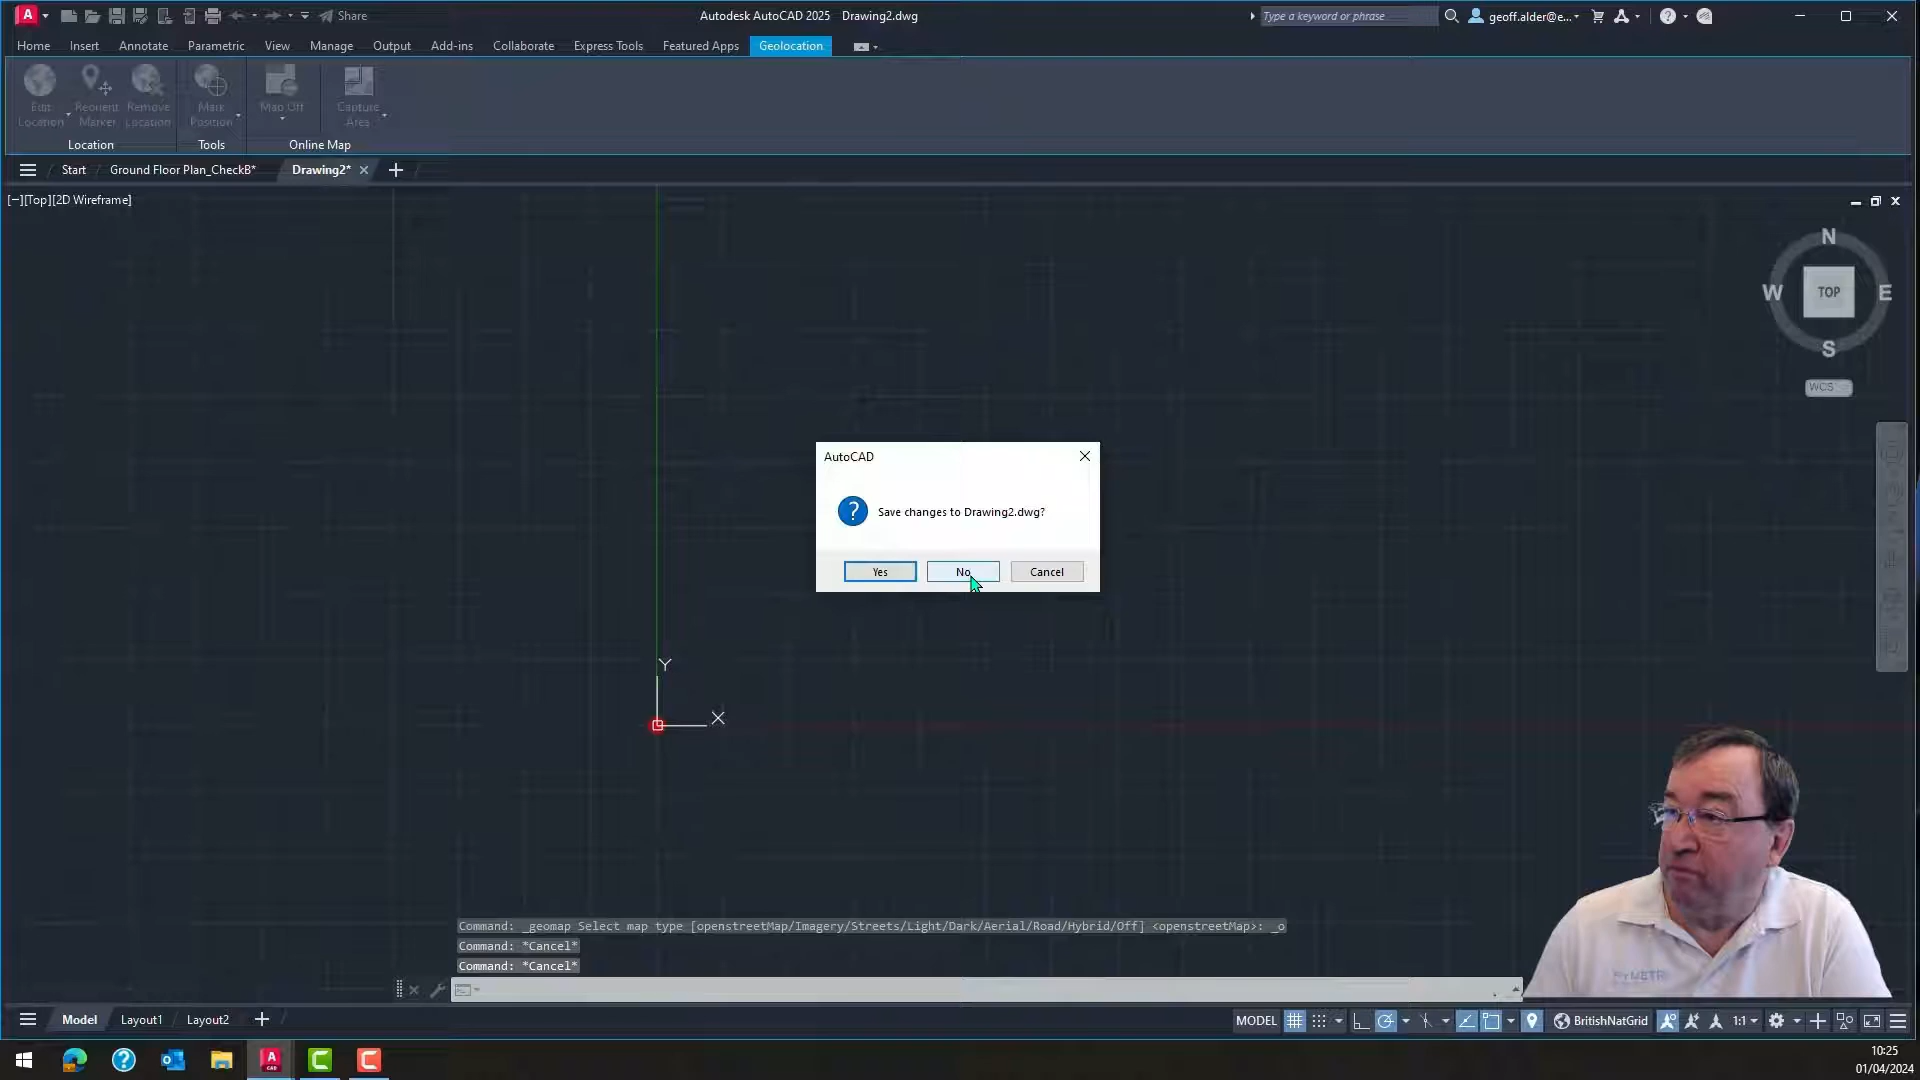 A CAD
Share
Autodesk AutoCAD 2025 Drawing2.dwg
Type a keyword or phrase
geoff.alder@e...
Home Insert Annotate Parametric View Manage Output Add-ins Collaborate Express Tools Featured Apps Geolocation
Edit Location
Reorient Marker
Remove Location
Mark Position
Map Off
Capture Area
Location Tools Online Map
Start Ground Floor Plan_CheckB* Drawing2*
[−][Top][2D Wireframe]
N
W TOP E
S
WCS
AutoCAD
Save changes to Drawing2.dwg?
Yes No Cancel
Y
X
Command: _geomap Select map type [openstreetMap/Imagery/Streets/Light/Dark/Aerial/Road/Hybrid/Off] <openstreetMap>: _o
Command: *Cancel*
Command: *Cancel*
Model Layout1 Layout2
MODEL BritishNatGrid 1:1
10:25
01/04/2024